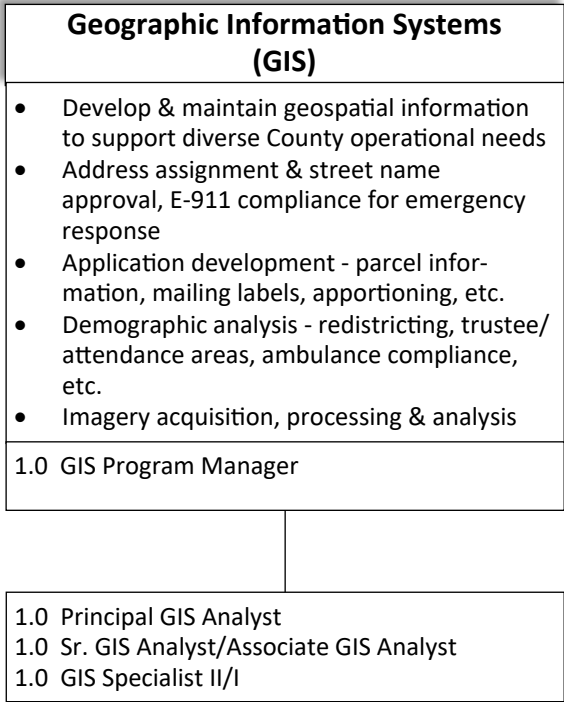 Geographic Information Systems
(GIS)
• Develop & maintain geospatial information
to support diverse County operational needs
• Address assignment & street name
approval, E-911 compliance for emergency
response
• Application development - parcel infor-
mation, mailing labels, apportioning, etc.
• Demographic analysis - redistricting, trustee/
attendance areas, ambulance compliance,
etc.
• Imagery acquisition, processing & analysis
1.0 GIS Program Manager
1.0 Principal GIS Analyst
1.0 Sr. GIS Analyst/Associate GIS Analyst
1.0 GIS Specialist II/I